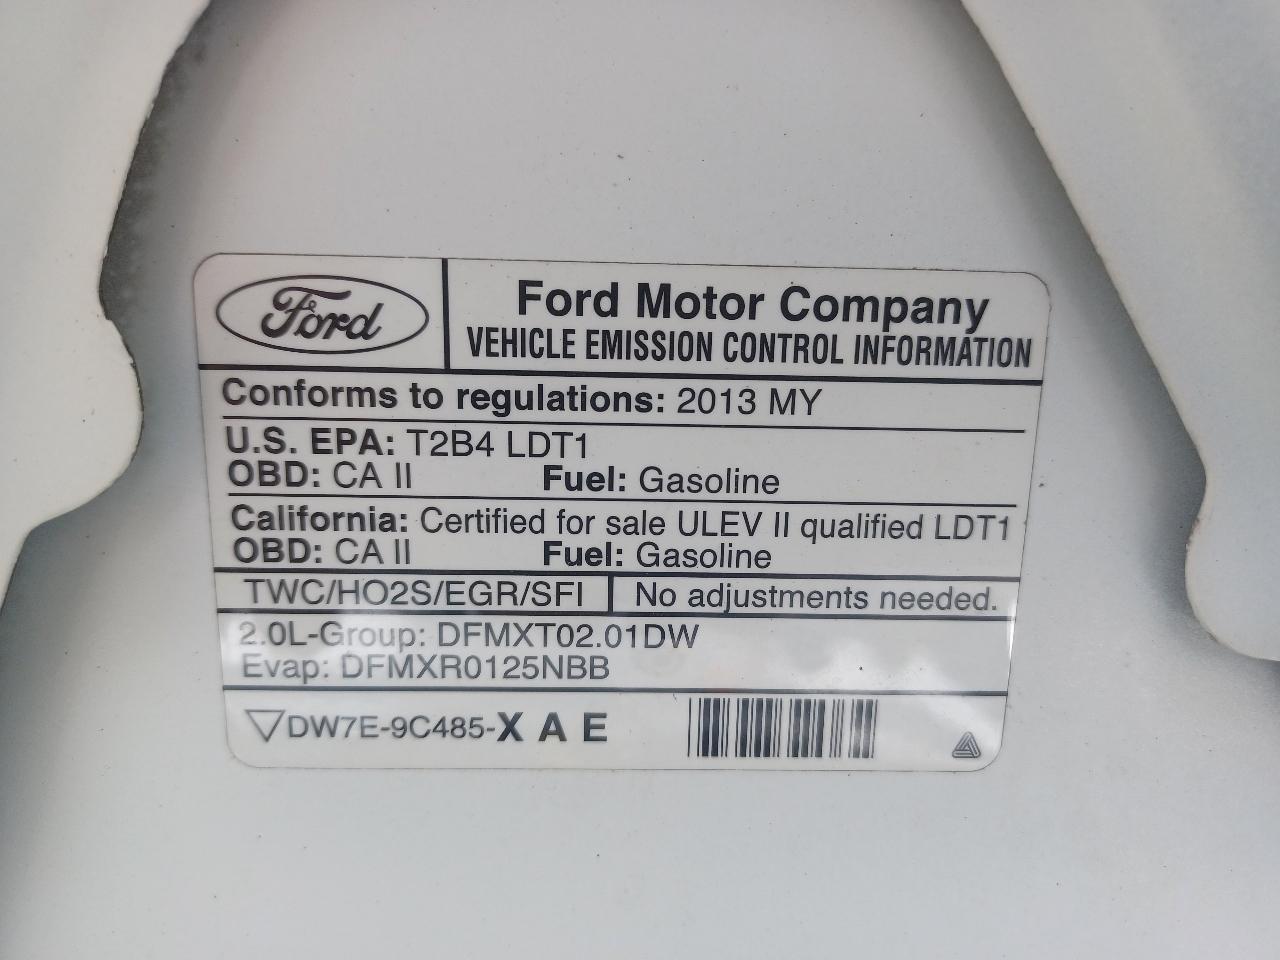 Ford
Ford Motor Company
VEHICLE EMISSION CONTROL INFORMATION
Conforms to regulations: 2013 MY
U.S. EPA: T2B4 LDT1
OBD: CA II Fuel: Gasoline
California: Certified for sale ULEV II qualified LDT1
OBD: CA II Fuel: Gasoline
TWC/HO2S/EGR/SFI No adjustments needed.
2.0L-Group: DFMXT02.01DW
Evap: DFMXR0125NBB
DW7E-9C485-X A E